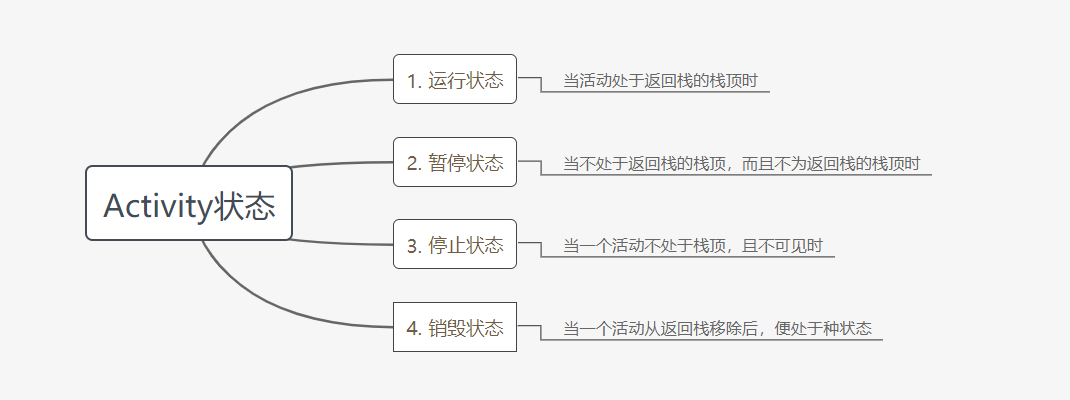 Activity状态
1. 运行状态
当活动处于返回栈的栈顶时
2. 暂停状态
当不处于返回栈的栈顶，而且不为返回栈的栈顶时
3. 停止状态
当一个活动不处于栈顶，且不可见时
4. 销毁状态
当一个活动从返回栈移除后，便处于种状态